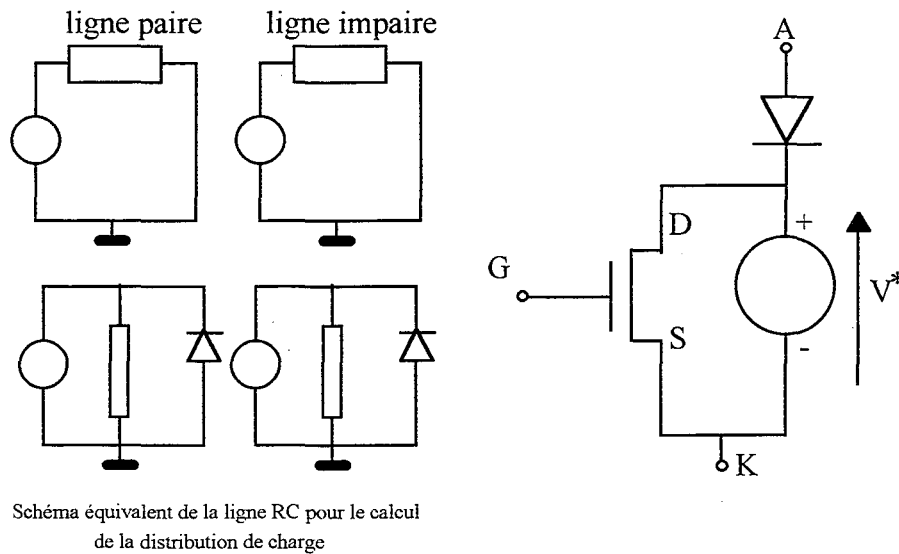 ligne paire
ligne impaire
A
D
+
G
V*
S
-
K
Schéma équivalent de la ligne RC pour le calcul
de la distribution de charge